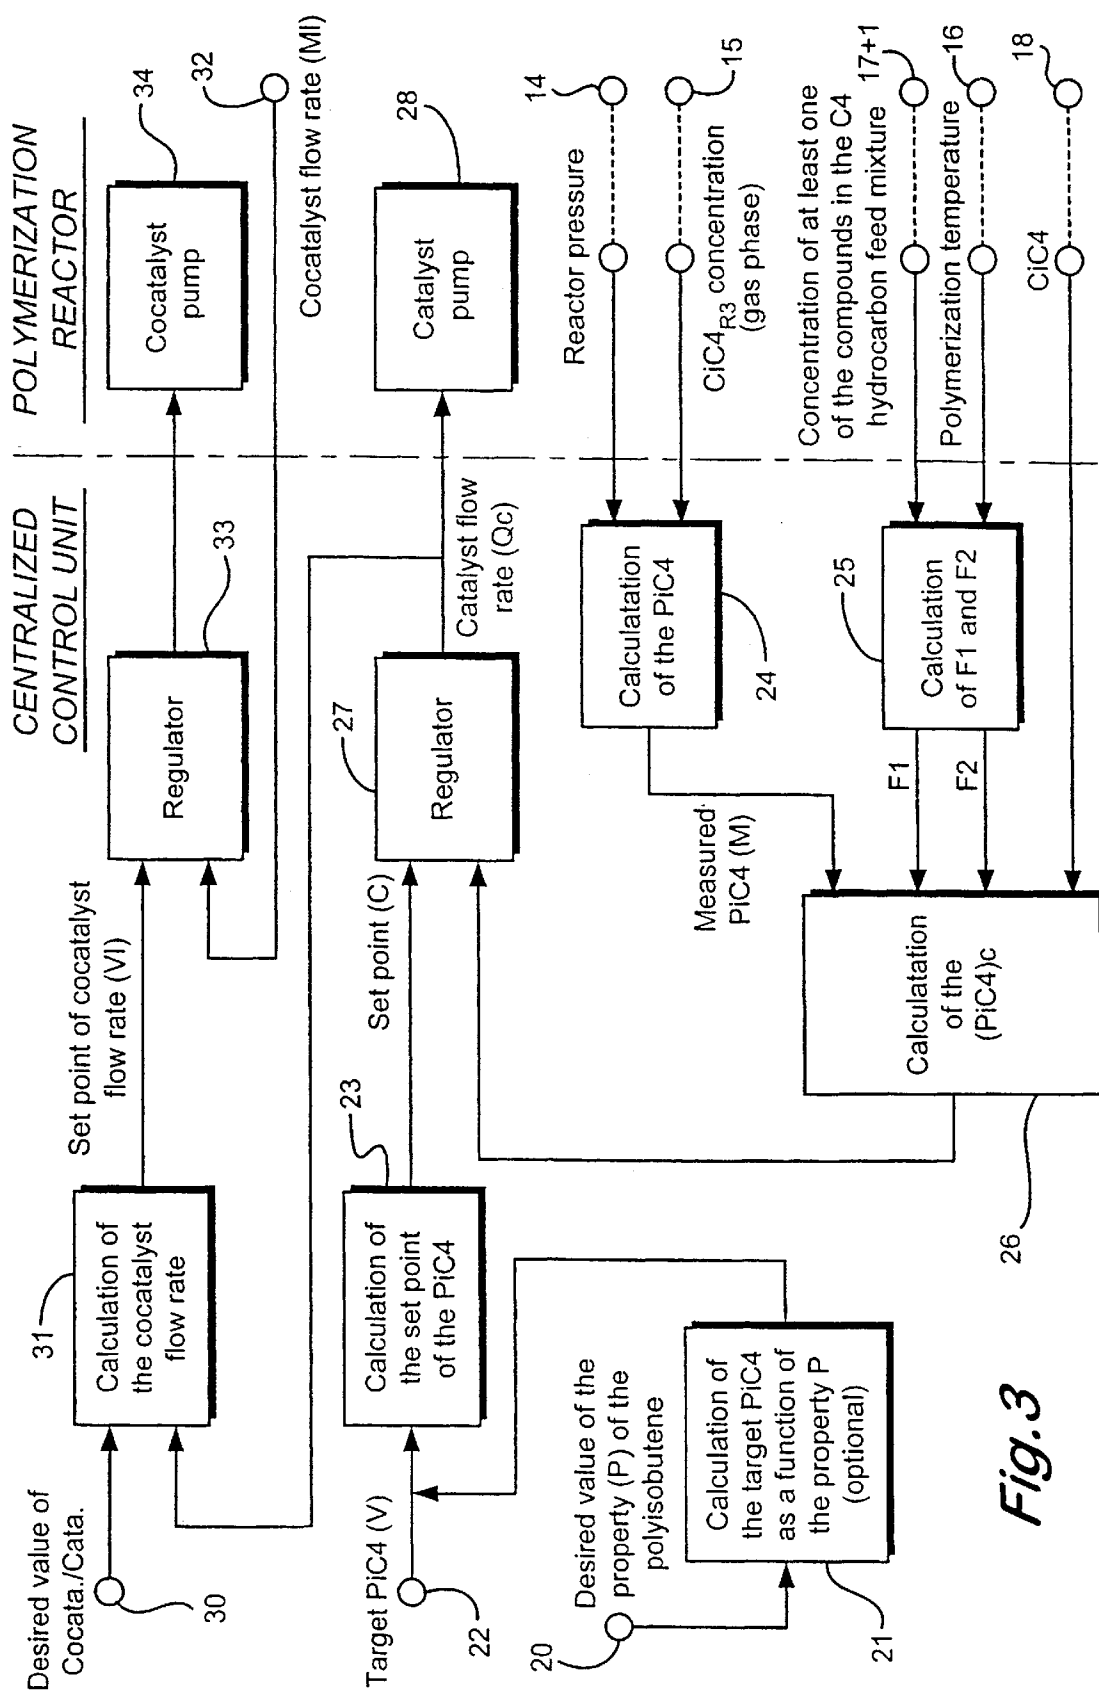 CENTRALIZED
CONTROL UNIT
POLYMERIZATION
REACTOR
Desired value of
Cocata./Cata.
30
31
Calculation of
the cocatalyst
flow rate
Set point of cocatalyst
flow rate (VI)
Regulator
33
Cocatalyst
pump
34
32
Cocatalyst flow rate (MI)
Target PiC4 (V)
22
Calculation of
the set point
of the PiC4
23
Set point (C)
27
Regulator
Catalyst flow
rate (Qc)
Catalyst
pump
28
Desired value of the
property (P) of the
polyisobutene
20
Calculation of
the target PiC4
as a function of
the property P
(optional)
21
Measured
PiC4 (M)
Calculatation
of the PiC4
24
Reactor pressure
14
CiC4R3 concentration
(gas phase)
15
Calculatation
of the
(PiC4)c
26
F1
F2
25
Calculation
of F1 and F2
Concentration of at least one
of the compounds in the C4
hydrocarbon feed mixture
17+1
Polymerization temperature
16
CiC4
18
Fig.3